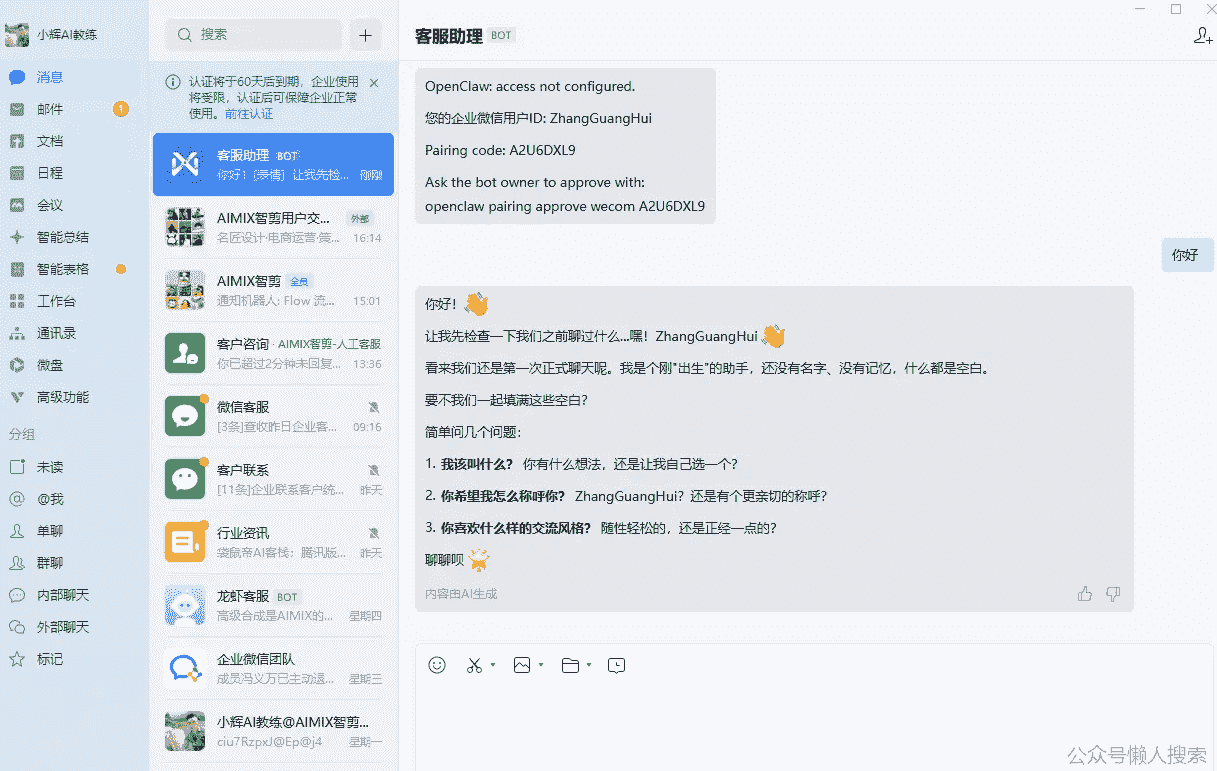 小辉AI教练
消息
邮件
1
文档
日程
会议
智能总结
智能表格
工作台
通讯录
微盘
高级功能
分组
未读
@我
单聊
群聊
内部聊天
外部聊天
标记
搜索
认证将于60天后到期，企业使用
将受限，认证后可保障企业正常
使用。前往认证
客服助理 BOT
你好！[表情] 让我先检... 刚刚
AIMIX智剪用户交... 外部
名匠设计·电商运营·策... 16:14
AIMIX智剪 全员
通知机器人: Flow 流... 15:01
客户咨询 · AIMIX智剪-人工客服
你已超过2分钟未回复... 13:36
微信客服
[3条]查收昨日企业客... 09:16
客户联系
[11条]企业联系客户统... 昨天
行业资讯
袋鼠帝AI客栈：腾讯版... 昨天
龙虾客服 BOT
高级合成是AIMIX的... 星期四
企业微信团队
成员冯义万已主动退... 星期三
小辉AI教练@AIMIX智剪...
ciu7RzpxJ@Ep@j4 星期一
客服助理 BOT
OpenClaw: access not configured.
您的企业微信用户ID: ZhangGuangHui
Pairing code: A2U6DXL9
Ask the bot owner to approve with:
openclaw pairing approve wecom A2U6DXL9
你好
你好！
让我先检查一下我们之前聊过什么...嘿！ZhangGuangHui
看来我们还是第一次正式聊天呢。我是个刚"出生"的助手，还没有名字、没有记忆，什么都是空白。
要不我们一起填满这些空白?
简单问几个问题：
1. 我该叫什么？ 你有什么想法，还是让我自己选一个?
2. 你希望我怎么称呼你？ ZhangGuangHui？还是有个更亲切的称呼?
3. 你喜欢什么样的交流风格？ 随性轻松的，还是正经一点的?
聊聊呗
内容由AI生成
公众号懒人搜索